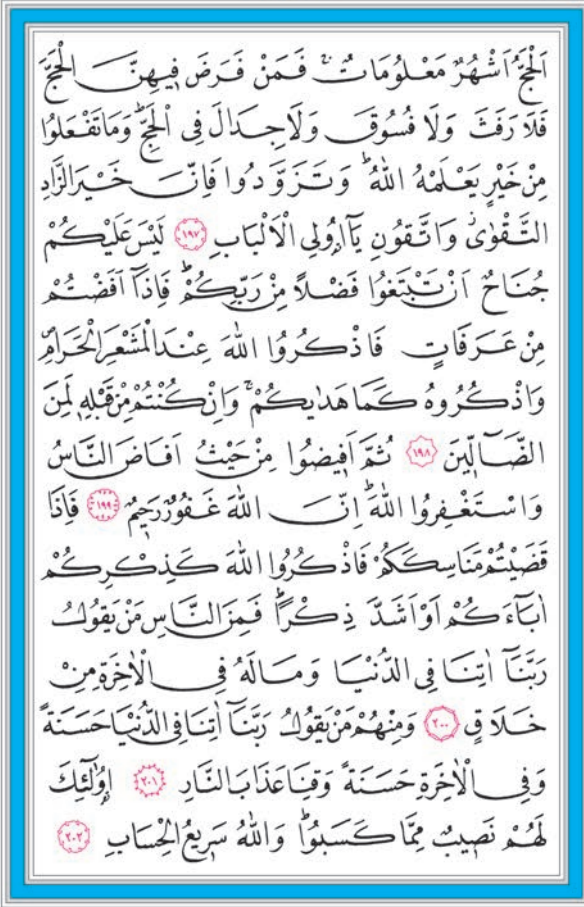 اَلْحَجُّ اَشْهُرٌ مَعْلُومَاتٌۚ فَمَنْ فَرَضَ فٖيهِنَّ الْحَجَّ
فَلَا رَفَثَ وَلَا فُسُوقَ وَلَا جِدَالَ فِي الْحَجِّؕ وَمَا تَفْعَلُوا
مِنْ خَيْرٍ يَعْلَمْهُ اللّٰهُؕ وَتَزَوَّدُوا فَاِنَّ خَيْرَ الزَّادِ
التَّقْوٰىؗ وَاتَّقُونِ يَٓا اُو۬لِي الْاَلْبَابِ ﴿١٩٧﴾ لَيْسَ عَلَيْكُمْ
جُنَاحٌ اَنْ تَبْتَغُوا فَضْلًا مِنْ رَبِّكُمْؕ فَاِذَٓا اَفَضْتُمْ
مِنْ عَرَفَاتٍ فَاذْكُرُوا اللّٰهَ عِنْدَ الْمَشْعَرِ الْحَرَامِࣕ
وَاذْكُرُوهُ كَمَا هَدٰيكُمْۚ وَاِنْ كُنْتُمْ مِنْ قَبْلِهٖ لَمِنَ
الضَّٓالّٖينَ ﴿١٩٨﴾ ثُمَّ اَفٖيضُوا مِنْ حَيْثُ اَفَاضَ النَّاسُ
وَاسْتَغْفِرُوا اللّٰهَؕ اِنَّ اللّٰهَ غَفُورٌ رَحٖيمٌ ﴿١٩٩﴾ فَاِذَا
قَضَيْتُمْ مَنَاسِكَكُمْ فَاذْكُرُوا اللّٰهَ كَذِكْرِكُمْ
اٰبَٓاءَكُمْ اَوْ اَشَدَّ ذِكْرًاؕ فَمِنَ النَّاسِ مَنْ يَقُولُ
رَبَّنَٓا اٰتِنَا فِي الدُّنْيَا وَمَا لَهُ فِي الْاٰخِرَةِ مِنْ
خَلَاقٍ ﴿٢٠٠﴾ وَمِنْهُمْ مَنْ يَقُولُ رَبَّنَٓا اٰتِنَا فِي الدُّنْيَا حَسَنَةً
وَفِي الْاٰخِرَةِ حَسَنَةً وَقِنَا عَذَابَ النَّارِ ﴿٢٠١﴾ اُو۬لٰٓئِكَ
لَهُمْ نَصٖيبٌ مِمَّا كَسَبُواؕ وَاللّٰهُ سَرٖيعُ الْحِسَابِ ﴿٢٠٢﴾